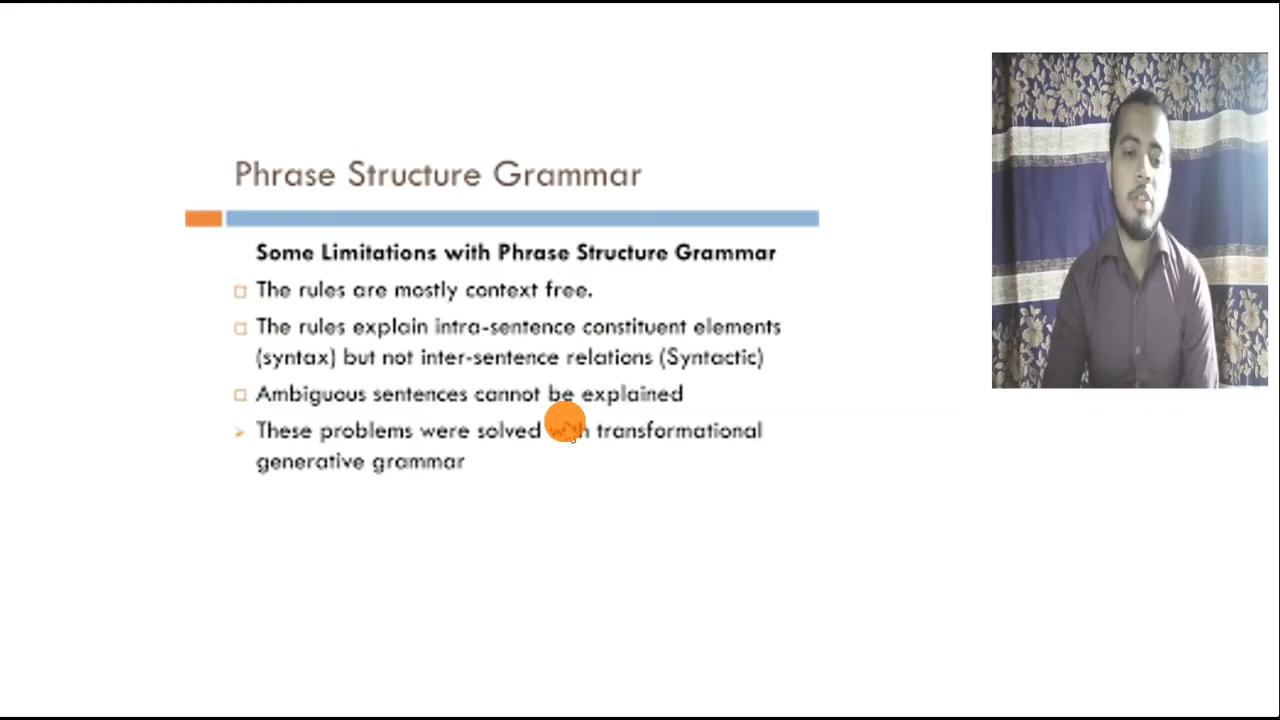 Phrase Structure Grammar
Some Limitations with Phrase Structure Grammar
The rules are mostly context free.
The rules explain intra-sentence constituent elements
(syntax) but not inter-sentence relations (Syntactic)
Ambiguous sentences cannot be explained
These problems were solved with transformational
generative grammar